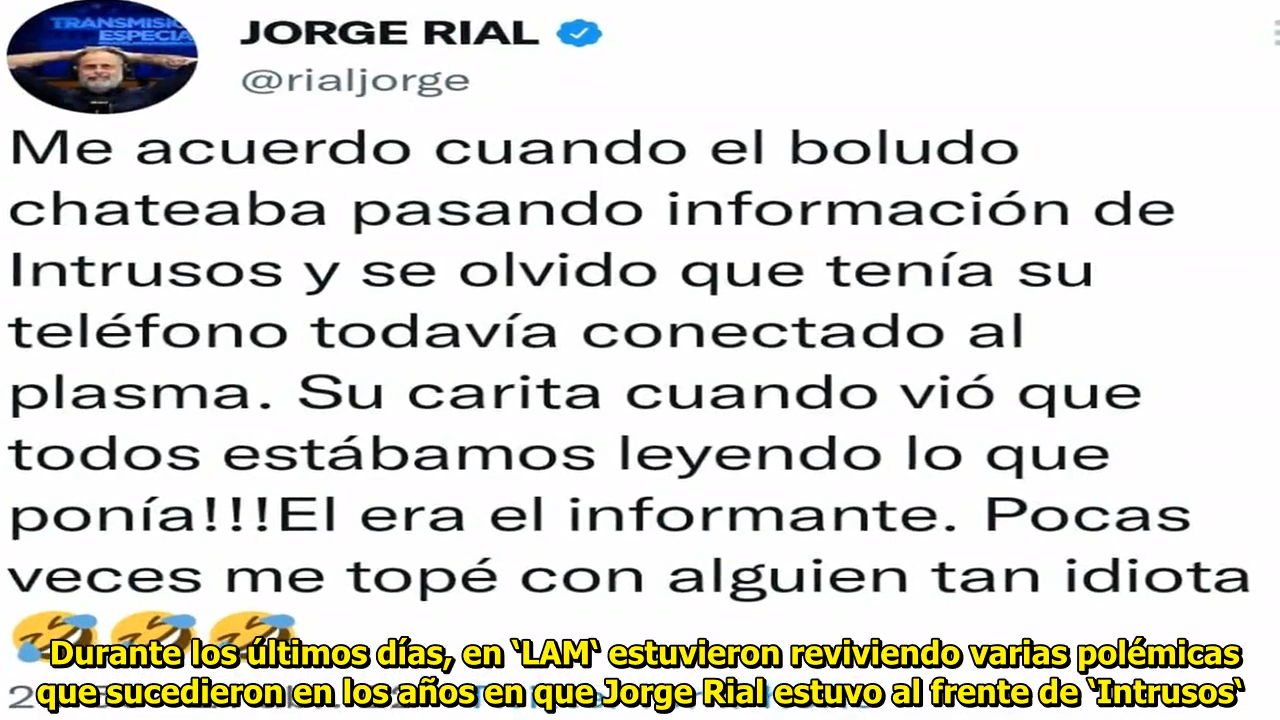 TRANSMISIÓ
ESPECIA
JORGE RIAL
@rialjorge
Me acuerdo cuando el boludo
chateaba pasando información de
Intrusos y se olvido que tenía su
teléfono todavía conectado al
plasma. Su carita cuando vió que
todos estábamos leyendo lo que
ponía!!!El era el informante. Pocas
veces me topé con alguien tan idiota
🤣🤣🤣
Durante los últimos días, en ‛LAM‛ estuvieron reviviendo varias polémicas
que sucedieron en los años en que Jorge Rial estuvo al frente de ‛Intrusos‛